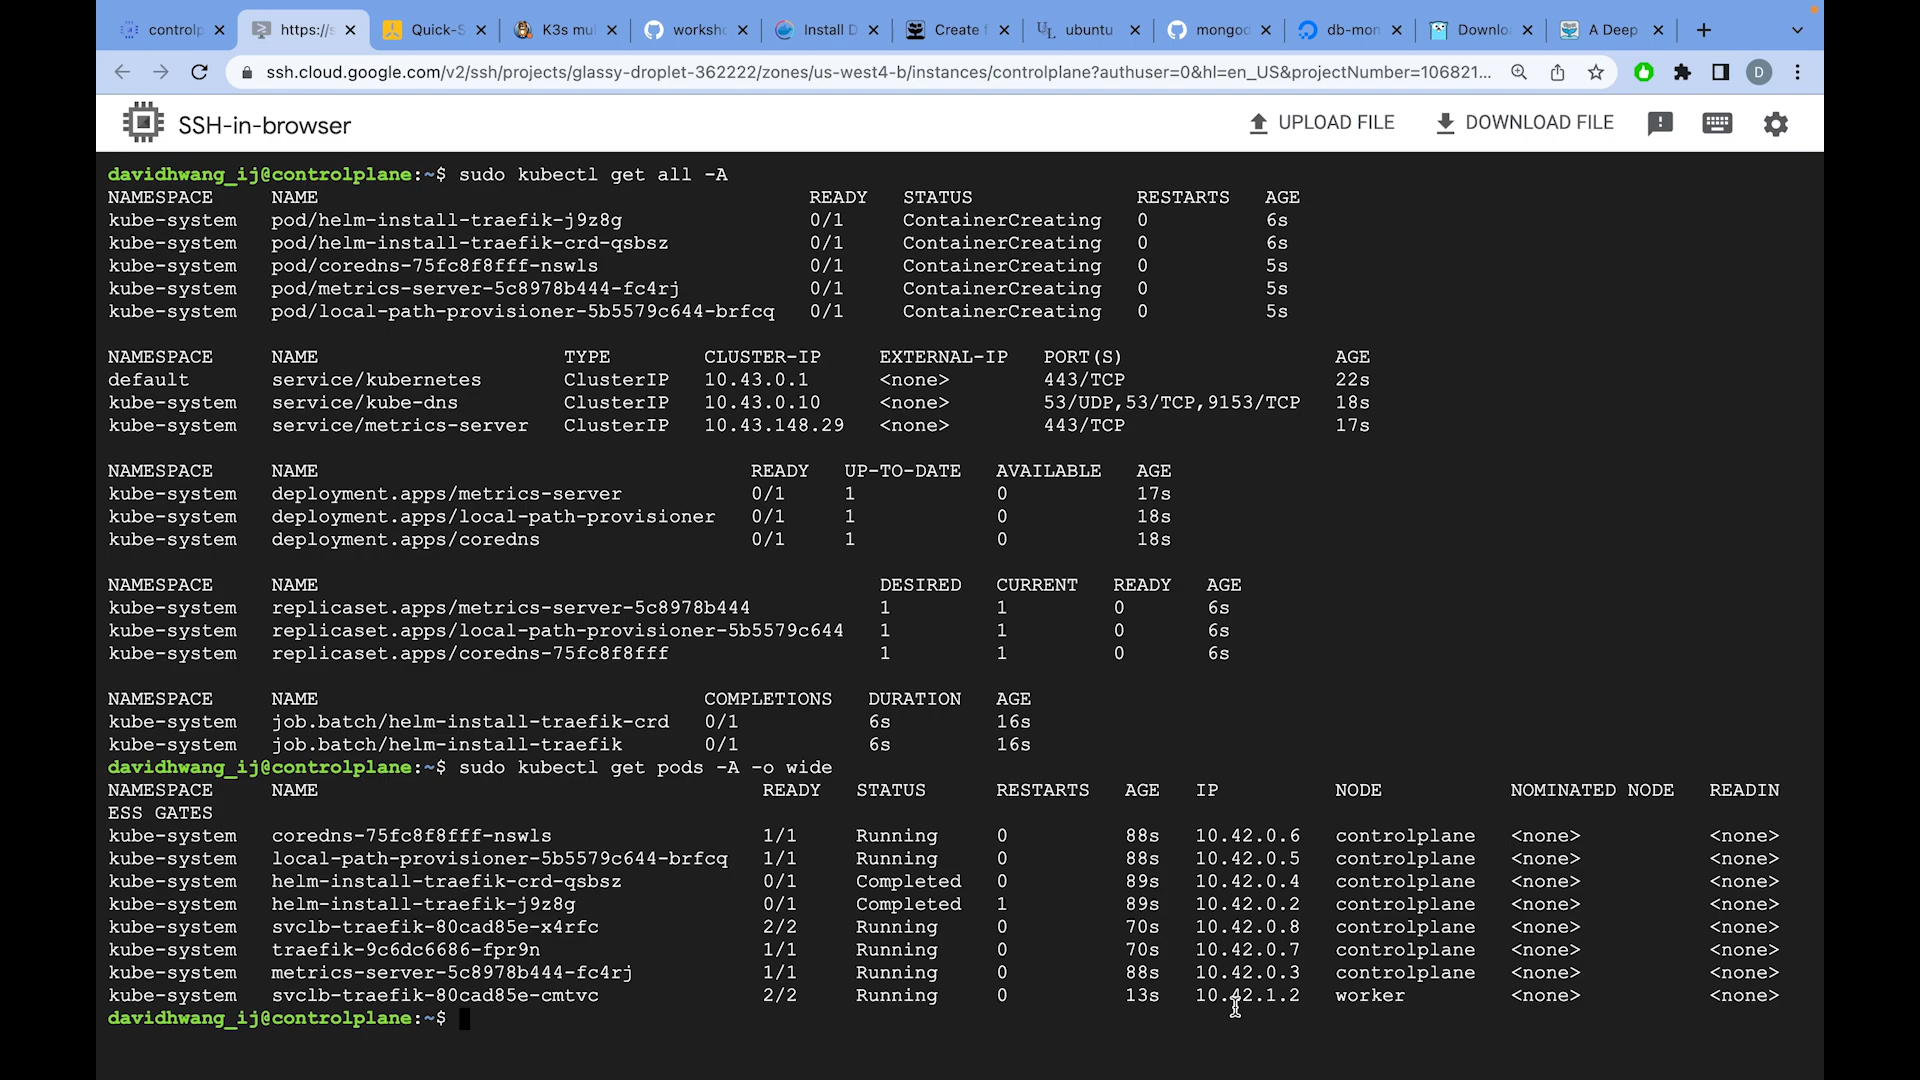 controlp
https://s
Quick-S
K3s mul
worksho
Install D
Create f
ubuntu
mongod
db-mon
Downlo
A Deep
ssh.cloud.google.com/v2/ssh/projects/glassy-droplet-362222/zones/us-west4-b/instances/controlplane?authuser=0&hl=en_US&projectNumber=106821...
D
SSH-in-browser
UPLOAD FILE
DOWNLOAD FILE
davidhwang_ij@controlplane:~$ sudo kubectl get all -A
NAMESPACE NAME READY STATUS RESTARTS AGE
kube-system pod/helm-install-traefik-j9z8g 0/1 ContainerCreating 0 6s
kube-system pod/helm-install-traefik-crd-qsbsz 0/1 ContainerCreating 0 6s
kube-system pod/coredns-75fc8f8fff-nswls 0/1 ContainerCreating 0 5s
kube-system pod/metrics-server-5c8978b444-fc4rj 0/1 ContainerCreating 0 5s
kube-system pod/local-path-provisioner-5b5579c644-brfcq 0/1 ContainerCreating 0 5s
NAMESPACE NAME TYPE CLUSTER-IP EXTERNAL-IP PORT(S) AGE
default service/kubernetes ClusterIP 10.43.0.1 <none> 443/TCP 22s
kube-system service/kube-dns ClusterIP 10.43.0.10 <none> 53/UDP,53/TCP,9153/TCP 18s
kube-system service/metrics-server ClusterIP 10.43.148.29 <none> 443/TCP 17s
NAMESPACE NAME READY UP-TO-DATE AVAILABLE AGE
kube-system deployment.apps/metrics-server 0/1 1 0 17s
kube-system deployment.apps/local-path-provisioner 0/1 1 0 18s
kube-system deployment.apps/coredns 0/1 1 0 18s
NAMESPACE NAME DESIRED CURRENT READY AGE
kube-system replicaset.apps/metrics-server-5c8978b444 1 1 0 6s
kube-system replicaset.apps/local-path-provisioner-5b5579c644 1 1 0 6s
kube-system replicaset.apps/coredns-75fc8f8fff 1 1 0 6s
NAMESPACE NAME COMPLETIONS DURATION AGE
kube-system job.batch/helm-install-traefik-crd 0/1 6s 16s
kube-system job.batch/helm-install-traefik 0/1 6s 16s
davidhwang_ij@controlplane:~$ sudo kubectl get pods -A -o wide
NAMESPACE NAME READY STATUS RESTARTS AGE IP NODE NOMINATED NODE READIN
ESS GATES
kube-system coredns-75fc8f8fff-nswls 1/1 Running 0 88s 10.42.0.6 controlplane <none> <none>
kube-system local-path-provisioner-5b5579c644-brfcq 1/1 Running 0 88s 10.42.0.5 controlplane <none> <none>
kube-system helm-install-traefik-crd-qsbsz 0/1 Completed 0 89s 10.42.0.4 controlplane <none> <none>
kube-system helm-install-traefik-j9z8g 0/1 Completed 1 89s 10.42.0.2 controlplane <none> <none>
kube-system svclb-traefik-80cad85e-x4rfc 2/2 Running 0 70s 10.42.0.8 controlplane <none> <none>
kube-system traefik-9c6dc6686-fpr9n 1/1 Running 0 70s 10.42.0.7 controlplane <none> <none>
kube-system metrics-server-5c8978b444-fc4rj 1/1 Running 0 88s 10.42.0.3 controlplane <none> <none>
kube-system svclb-traefik-80cad85e-cmtvc 2/2 Running 0 13s 10.42.1.2 worker <none> <none>
davidhwang_ij@controlplane:~$